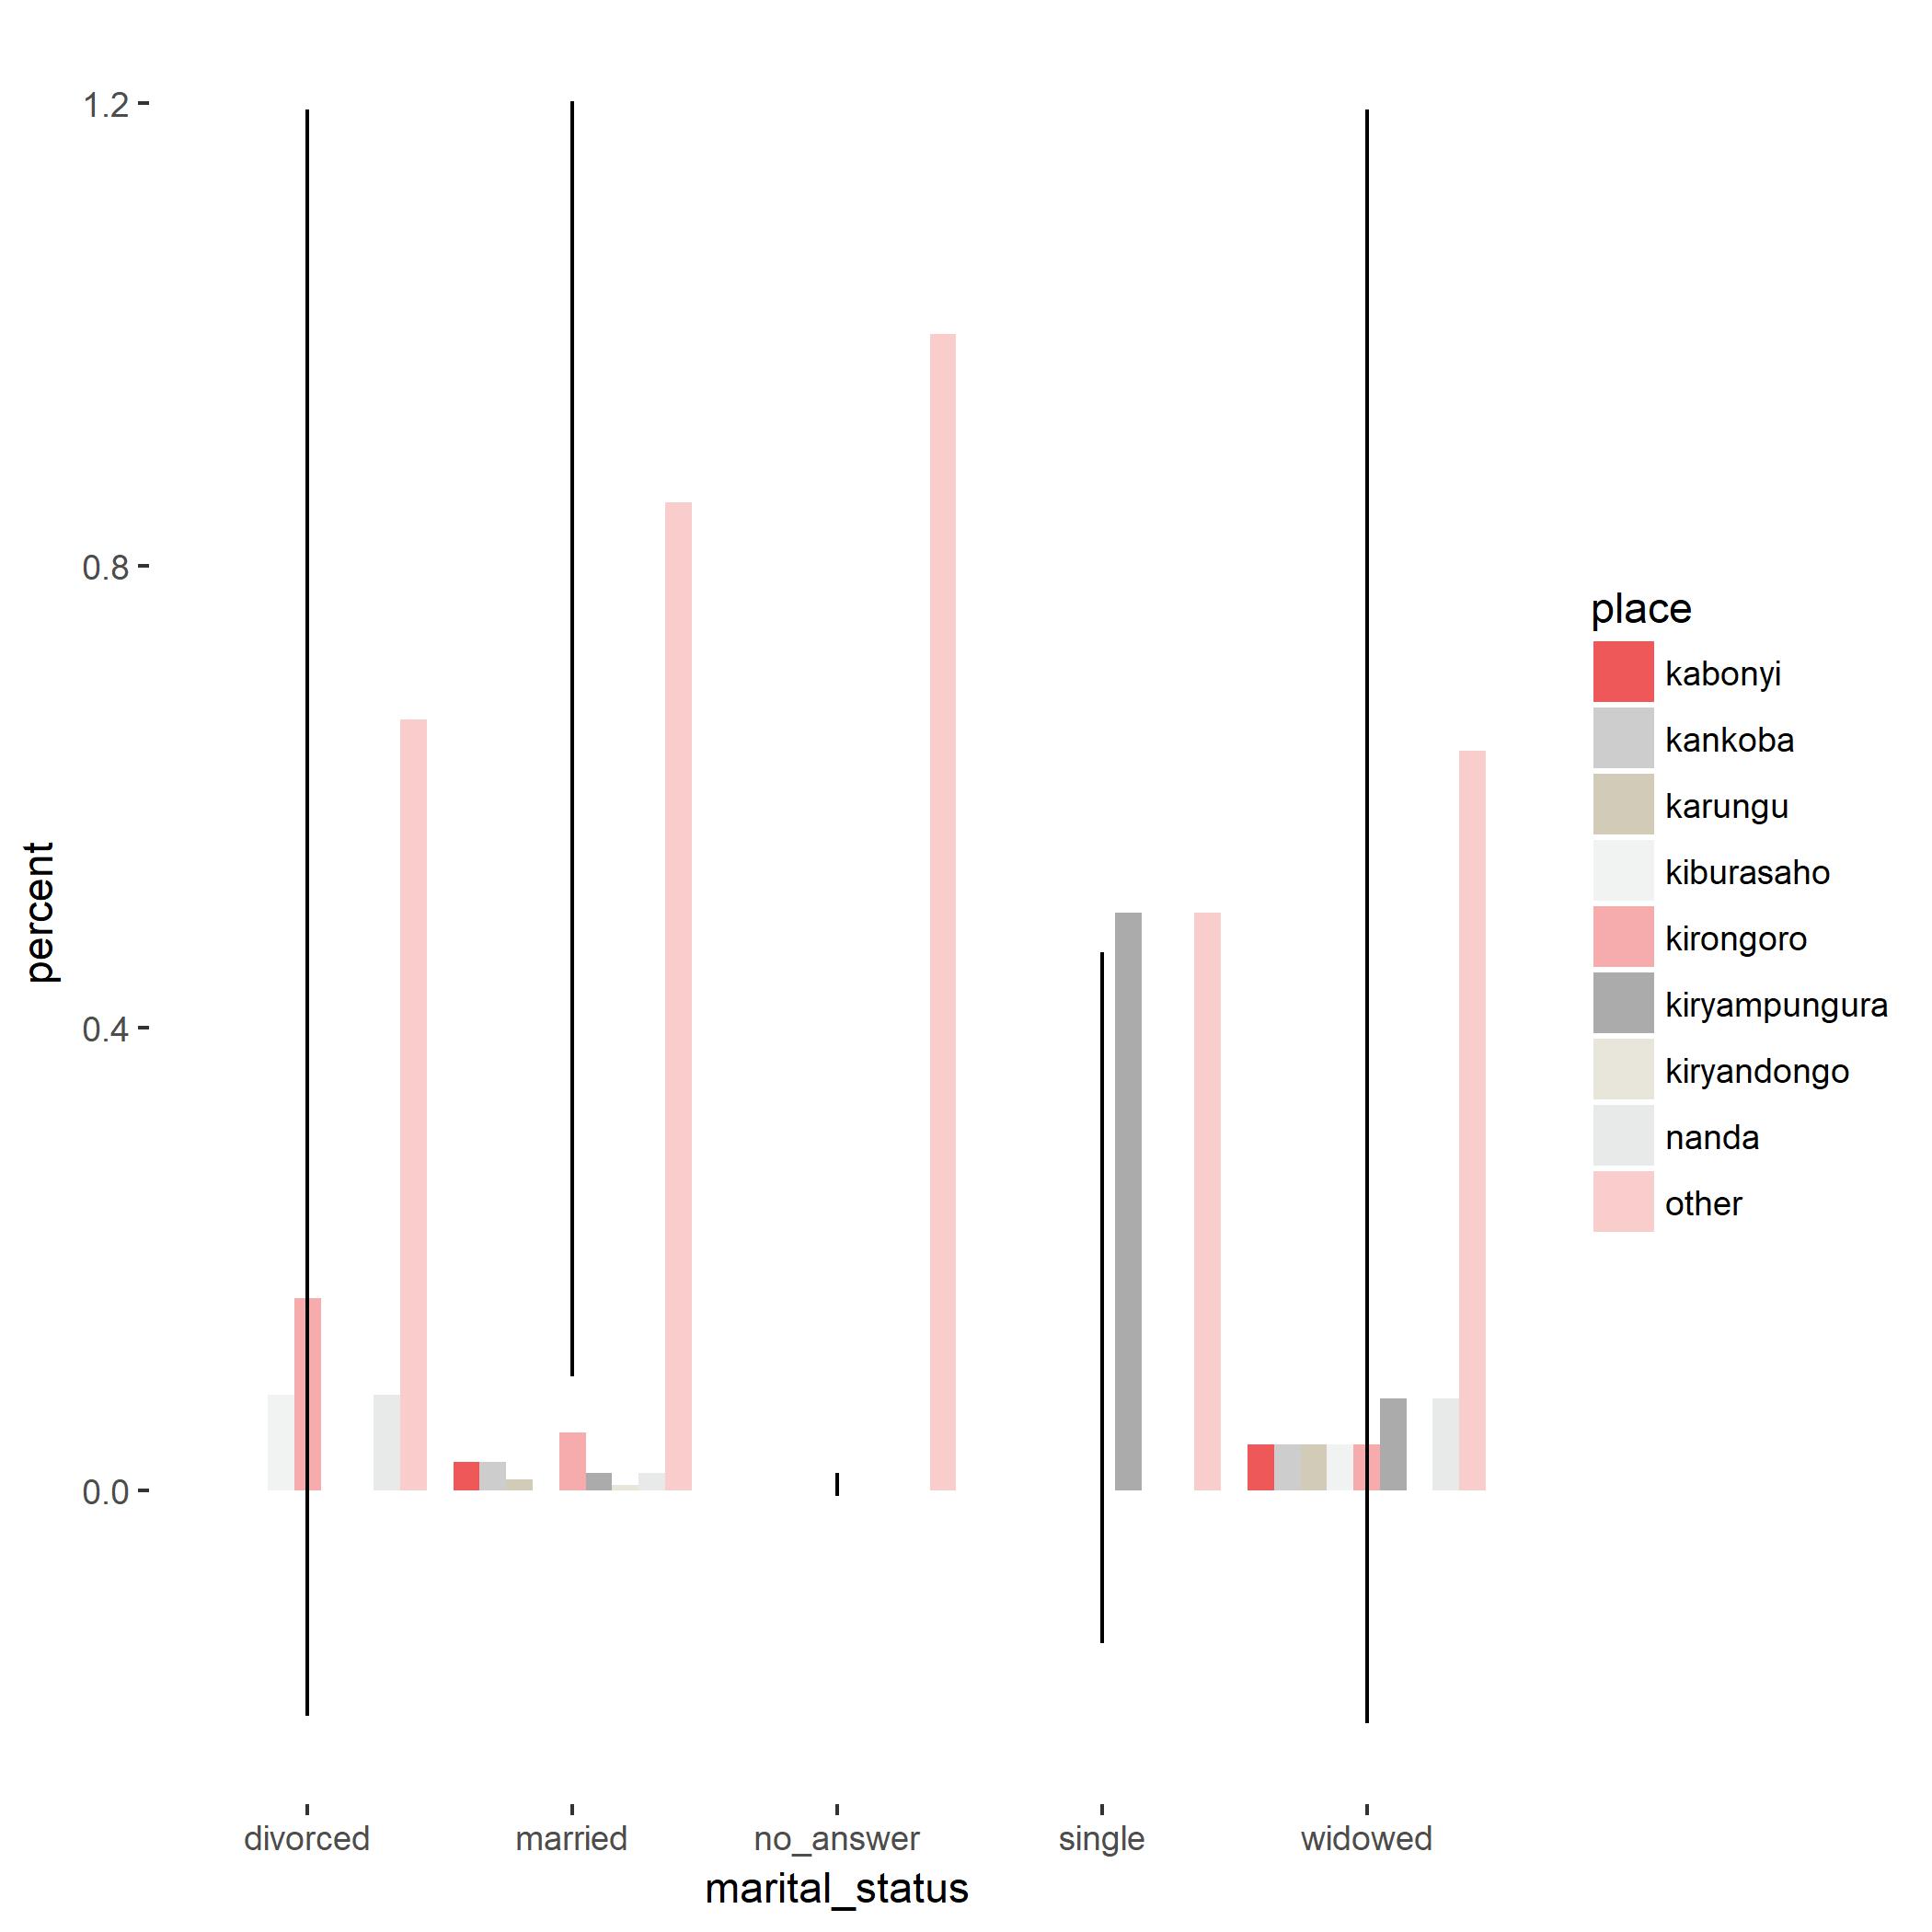 1.2
0.8
0.4
0.0
percent
divorced
married
no_answer
single
widowed
marital_status
place
kabonyi
kankoba
karungu
kiburasaho
kirongoro
kiryampungura
kiryandongo
nanda
other